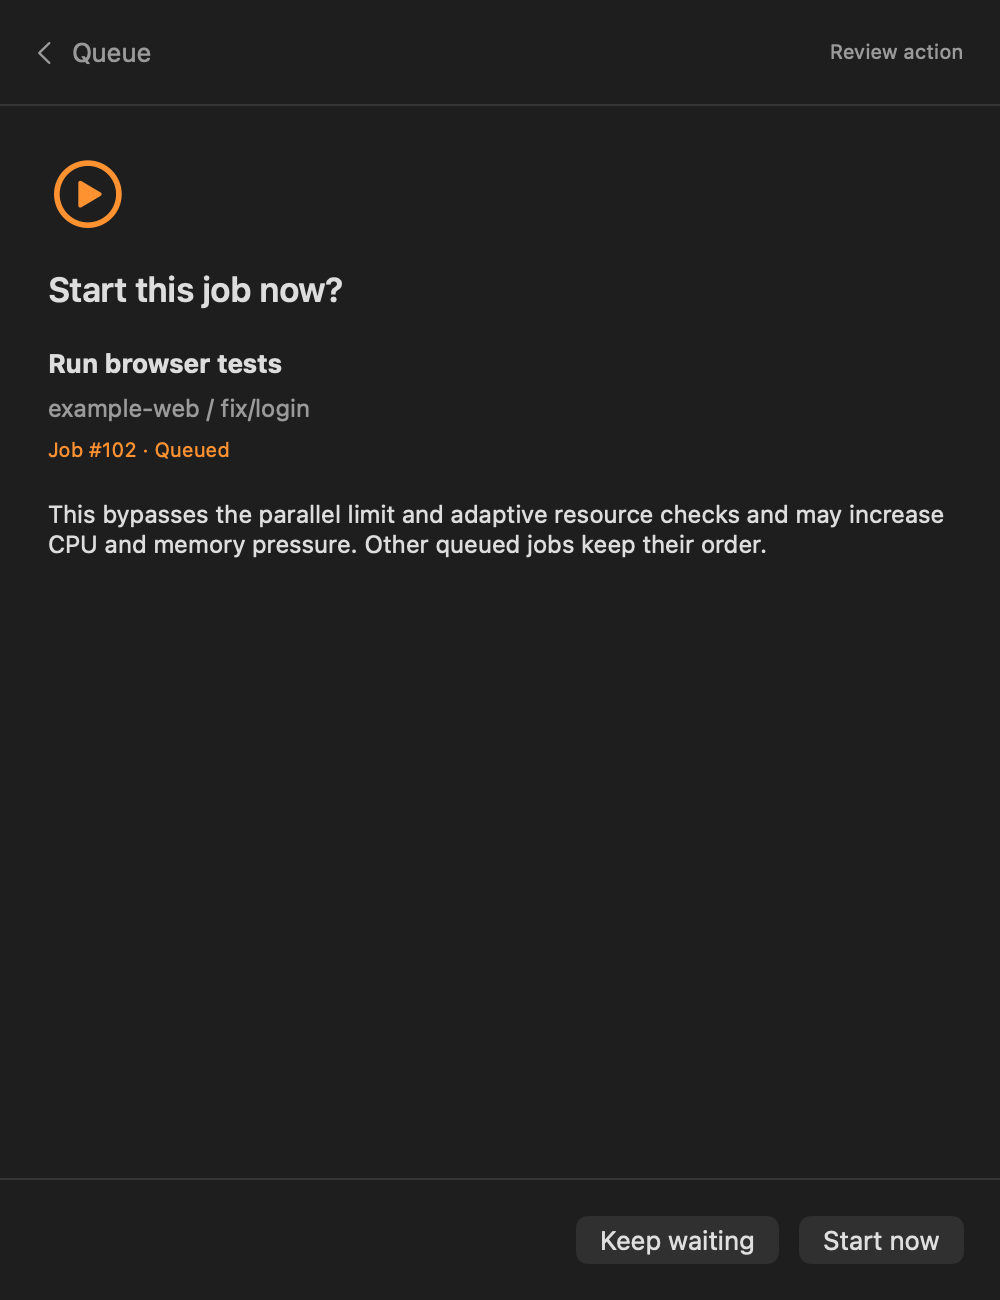 Queue
Review action
Start this job now?
Run browser tests
example-web / fix/login
Job #102 · Queued
This bypasses the parallel limit and adaptive resource checks and may increase
CPU and memory pressure. Other queued jobs keep their order.
Keep waiting
Start now